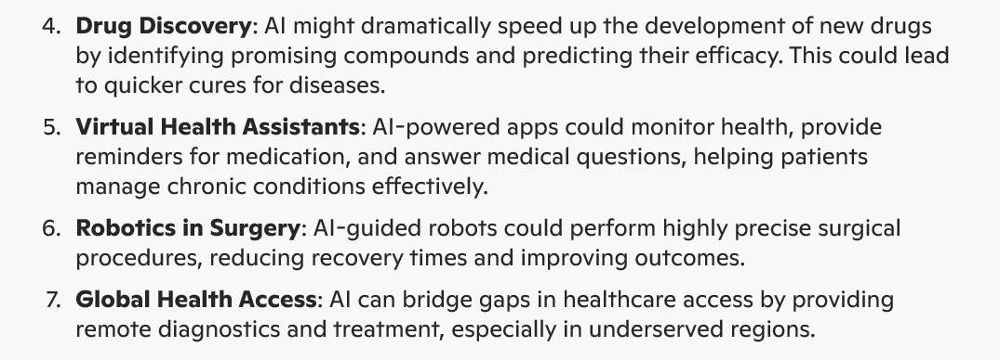 4. Drug Discovery: AI might dramatically speed up the development of new drugs
by identifying promising compounds and predicting their efficacy. This could lead
to quicker cures for diseases.
5. Virtual Health Assistants: AI-powered apps could monitor health, provide
reminders for medication, and answer medical questions, helping patients
manage chronic conditions effectively.
6. Robotics in Surgery: AI-guided robots could perform highly precise surgical
procedures, reducing recovery times and improving outcomes.
7. Global Health Access: AI can bridge gaps in healthcare access by providing
remote diagnostics and treatment, especially in underserved regions.